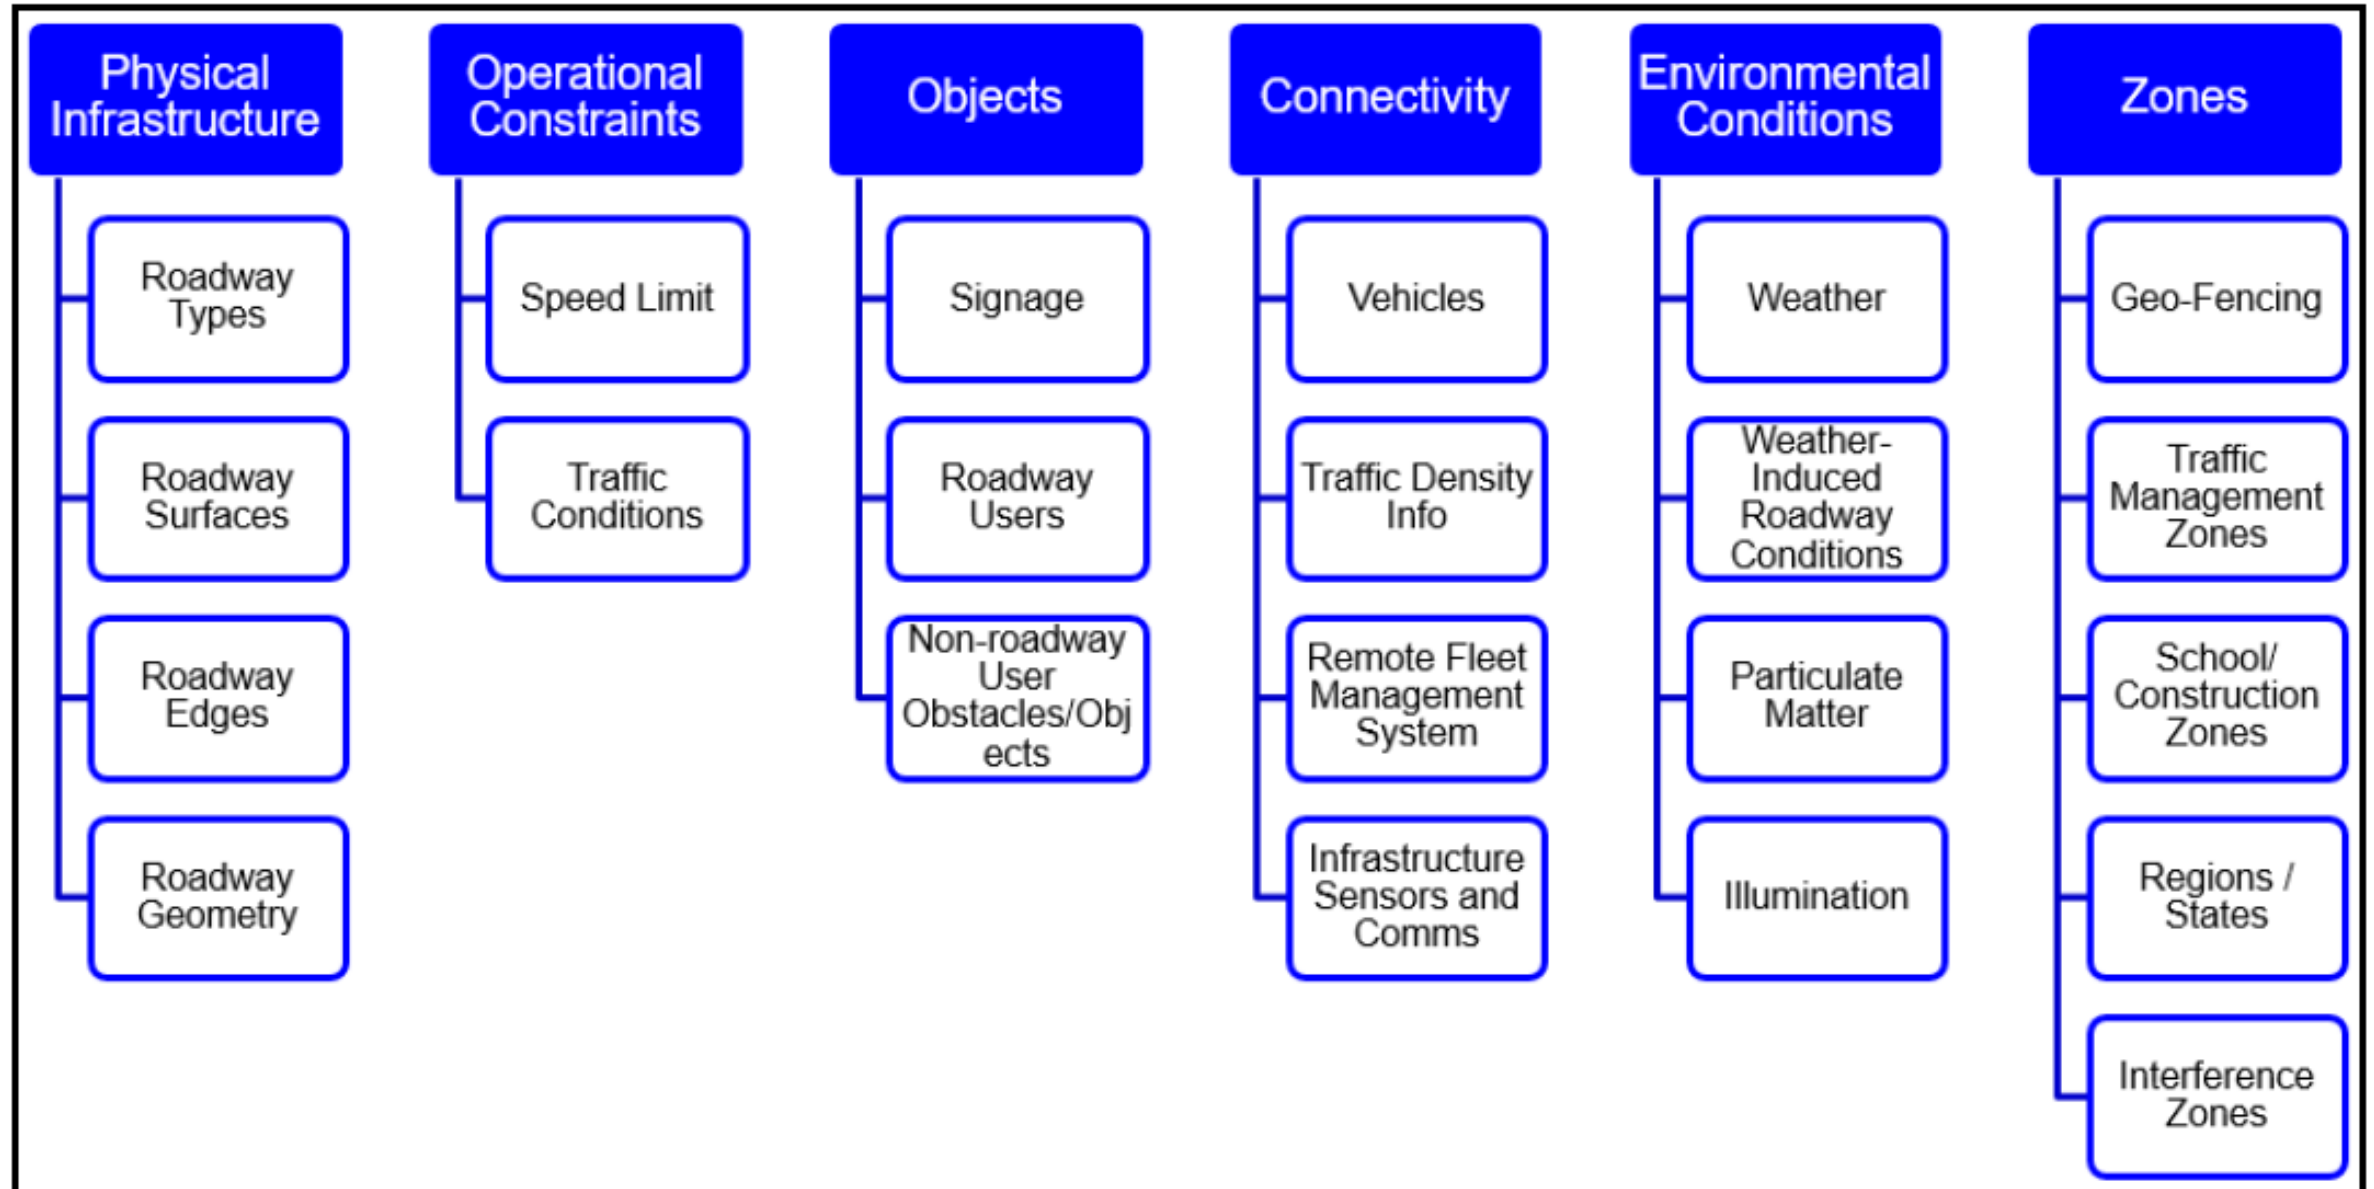 Physical
Infrastructure
Roadway
Types
Roadway
Surfaces
Roadway
Edges
Roadway
Geometry
Operational
Constraints
Speed Limit
Traffic
Conditions
Objects
Signage
Roadway
Users
Non-roadway
User
Obstacles/Obj
ects
Connectivity
Vehicles
Traffic Density
Info
Remote Fleet
Management
System
Infrastructure
Sensors and
Comms
Environmental
Conditions
Weather
Weather-
Induced
Roadway
Conditions
Particulate
Matter
Illumination
Zones
Geo-Fencing
Traffic
Management
Zones
School/
Construction
Zones
Regions /
States
Interference
Zones